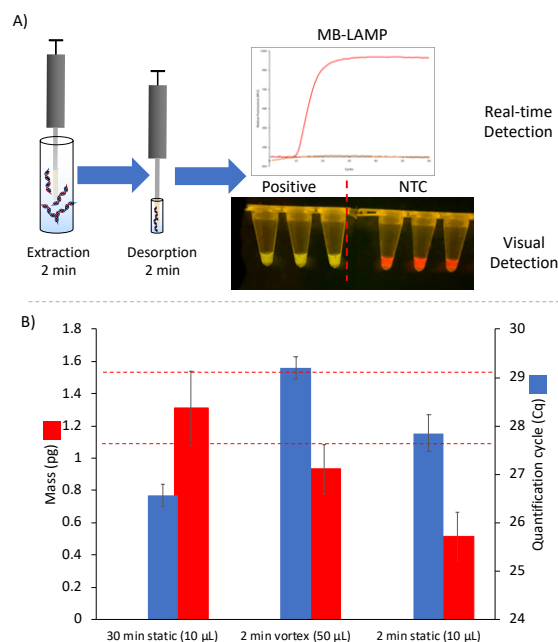 A)
MB-LAMP
Real-time
Detection
Positive
NTC
Extraction
2 min
Desorption
2 min
Visual
Detection
B)
1.8
1.6
1.4
1.2
1
0.8
0.6
0.4
0.2
0
Mass (pg)
30
29
28
27
26
25
24
Quantification cycle (Cq)
30 min static (10 µL)
2 min vortex (50 µL)
2 min static (10 µL)